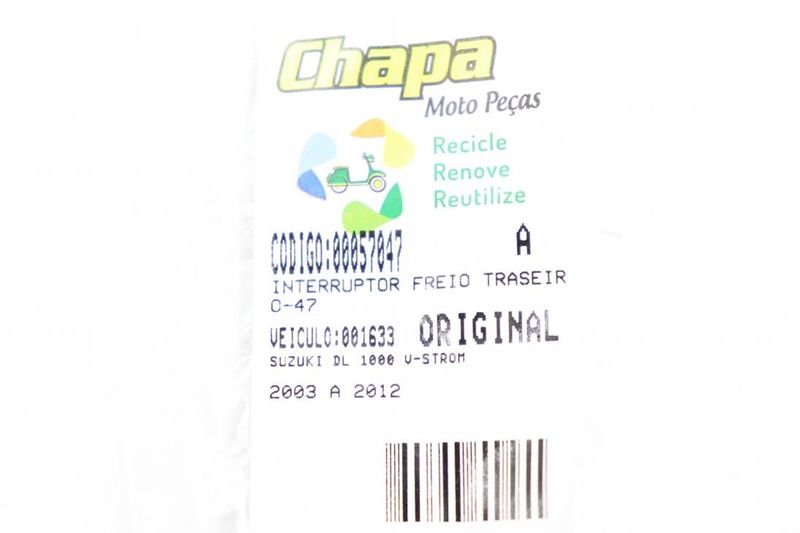 Chapa
Moto Peças
Recicle
Renove
Reutilize
CODIGO:00057047 A
INTERRUPTOR FREIO TRASEIR
O-47
VEICULO:001633 ORIGINAL
SUZUKI DL 1000 V-STROM
2003 A 2012